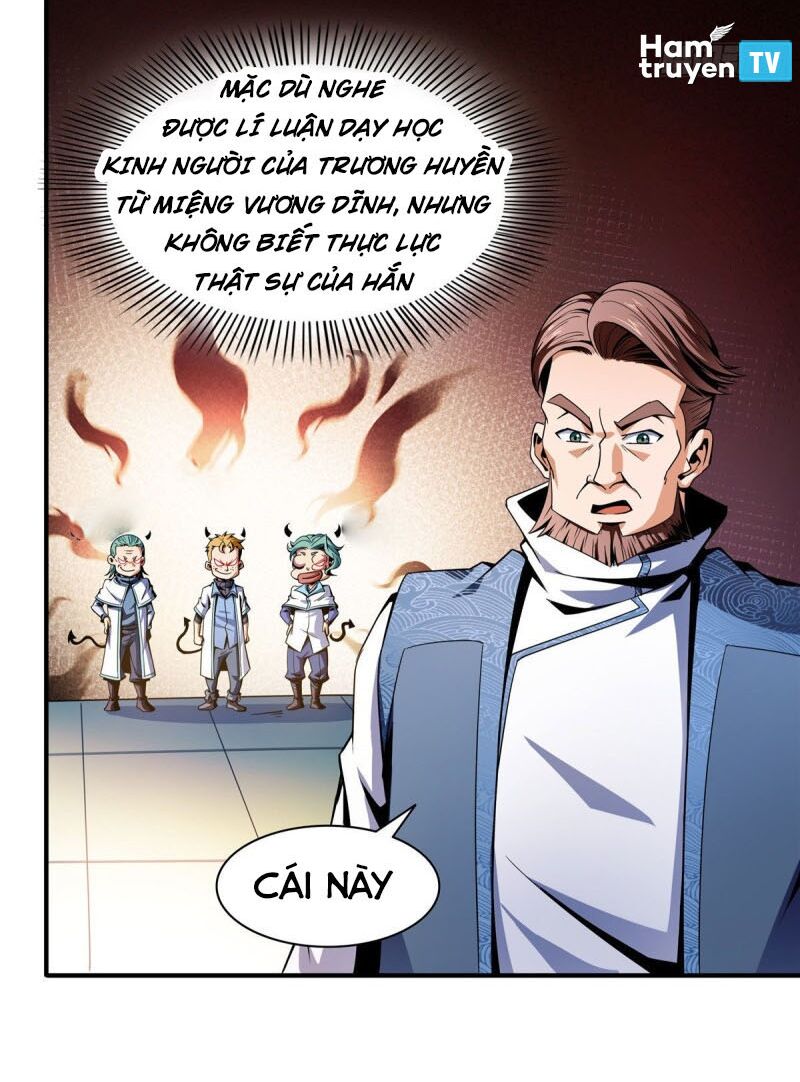 Ham
truyen TV
MẶC DÙ NGHE
ĐƯỢC LÍ LUẬN DẠY HỌC
KINH NGƯỜI CỦA TRƯƠNG HUYỀN
TỪ MIỆNG VƯƠNG DĨNH, NHƯNG
KHÔNG BIẾT THỰC LỰC
THẬT SỰ CỦA HẮN
CÁI NÀY